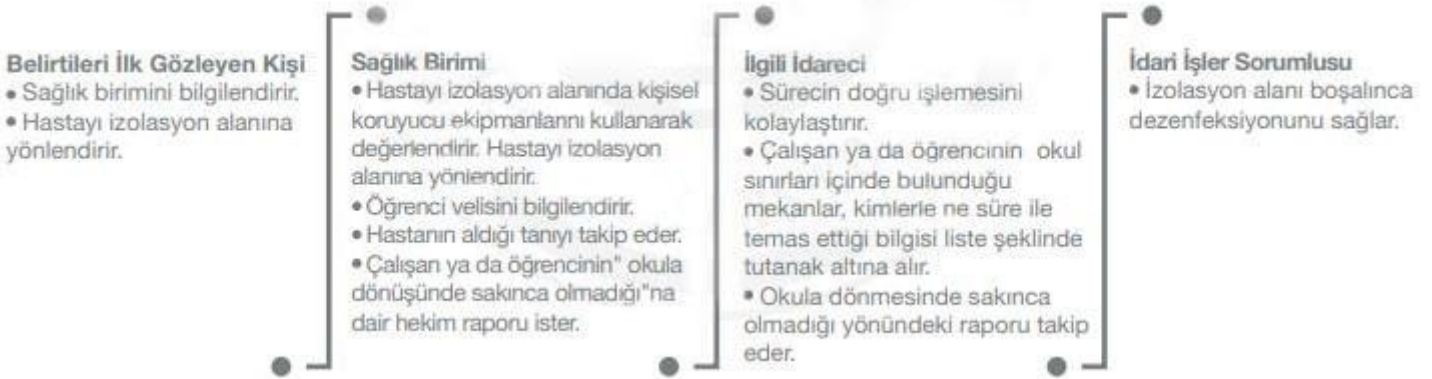 Belirtileri İlk Gözleyen Kişi
• Sağlık birimini bilgilendirir.
• Hastayı izolasyon alanına
yönlendirir.
Sağlık Birimi
• Hastayı izolasyon alanında kişisel
koruyucu ekipmanlarını kullanarak
değerlendirir. Hastayı izolasyon
alanına yönlendirir.
• Öğrenci velisini bilgilendirir.
• Hastanın aldığı tanıyı takip eder.
• Çalışan ya da öğrencinin" okula
dönüşünde sakınca olmadığı"na
dair hekim raporu ister.
İlgili İdareci
• Sürecin doğru işlemesini
kolaylaştırır.
• Çalışan ya da öğrencinin okul
sınırları içinde bulunduğu
mekanlar, kimlerle ne süre ile
temas ettiği bilgisi liste şeklinde
tutanak altına alır.
• Okula dönmesinde sakınca
olmadığı yönündeki raporu takip
eder.
İdari İşler Sorumlusu
• İzolasyon alanı boşalınca
dezenfeksiyonunu sağlar.